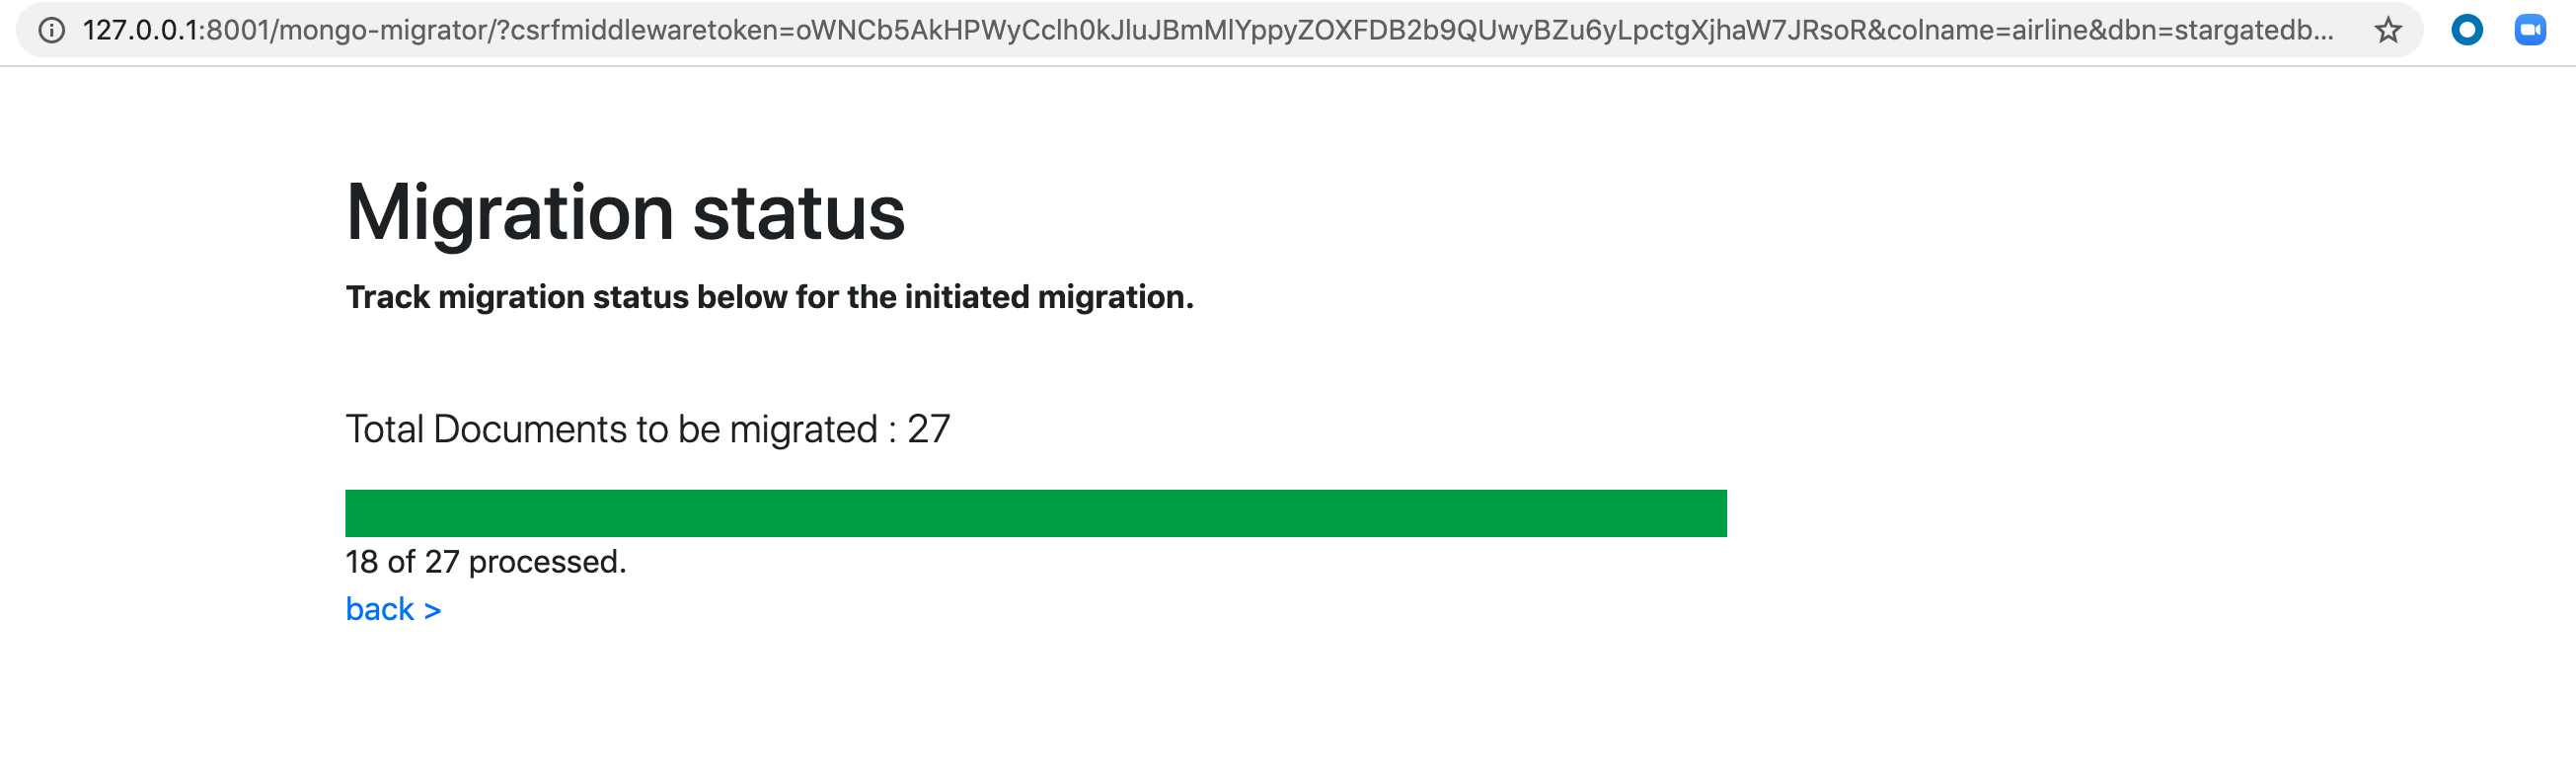 127.0.0.1:8001/mongo-migrator/?csrfmiddlewaretoken=oWNCb5AkHPWyCclh0kJluJBmMlYppyZOXFDB2b9QUwyBZu6yLpctgXjhaW7JRsoR&colname=airline&dbn=stargatedb...
Migration status
Track migration status below for the initiated migration.
Total Documents to be migrated : 27
18 of 27 processed.
back >